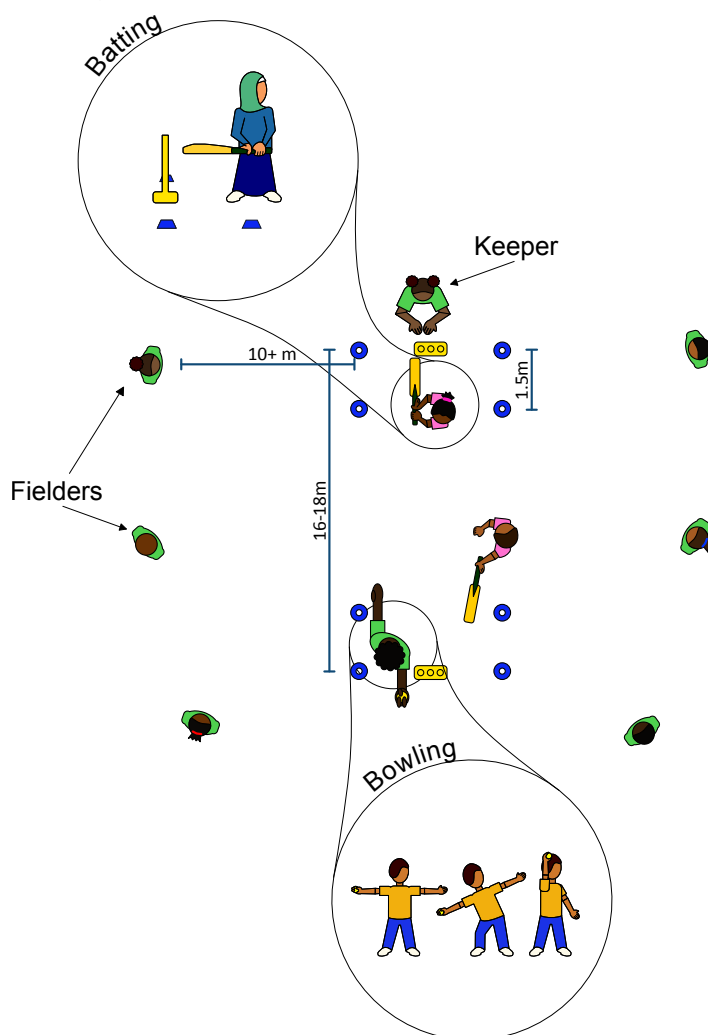 Batting
Keeper
10+ m
1.5m
Fielders
16-18m
Bowling